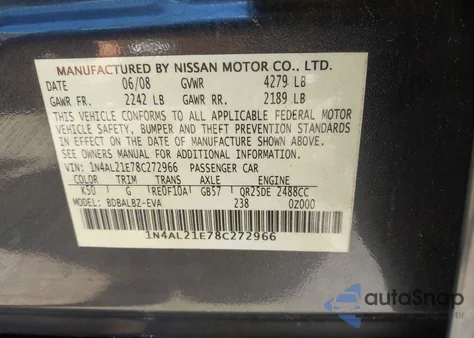 MANUFACTURED BY NISSAN MOTOR CO., LTD.
DATE 06/08 GVWR 4279 LB
GAWR FR. 2242 LB GAWR RR. 2189 LB
THIS VEHICLE CONFORMS TO ALL APPLICABLE FEDERAL MOTOR
VEHICLE SAFETY, BUMPER AND THEFT PREVENTION STANDARDS
IN EFFECT ON THE DATE OF MANUFACTURE SHOWN ABOVE.
SEE OWNERS MANUAL FOR ADDITIONAL INFORMATION.
VIN: 1N4AL21E78C272966 PASSENGER CAR
COLOR TRIM TRANS AXLE ENGINE
K50 G RE0F10A GB57 QR25DE 2488CC
MODEL: BDBALBZ-EVA 238 0Z000
1N4AL21E78C272966
autoSnap
EU